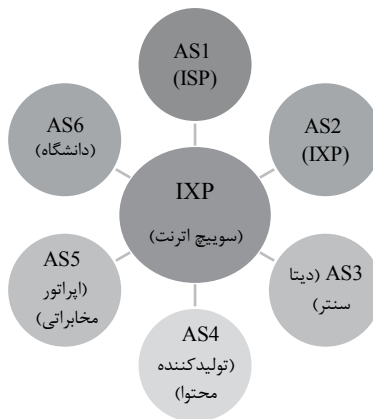 AS1
(ISP)
AS6
(دانشگاه)
AS2
(IXP)
IXP
(سوییچ اترنت)
AS5
(اپراتور
مخابراتی)
AS3 (دیتا
سنتر)
AS4
(تولیدکننده
محتوا)